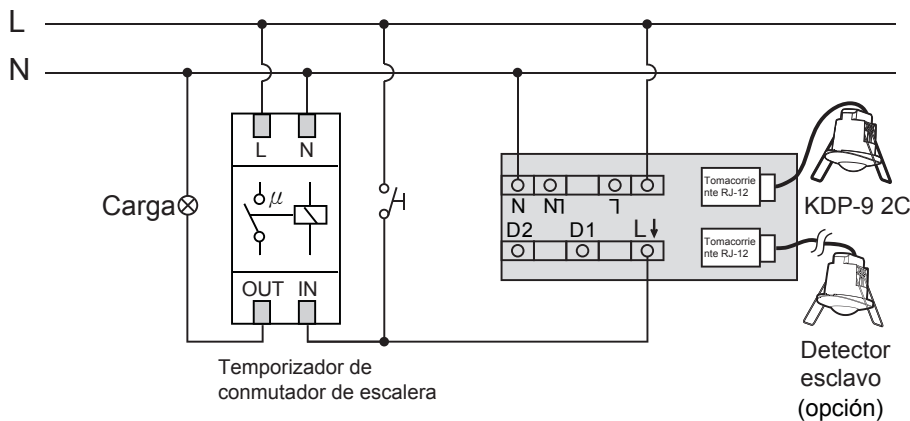 L
N
L N
μ
Carga
OUT IN
Temporizador de
conmutador de escalera
N N L
D2 D1 L↓
Tomacorrie
nte RJ-12
KDP-9 2C
Tomacorrie
nte RJ-12
Detector
esclavo
(opción)